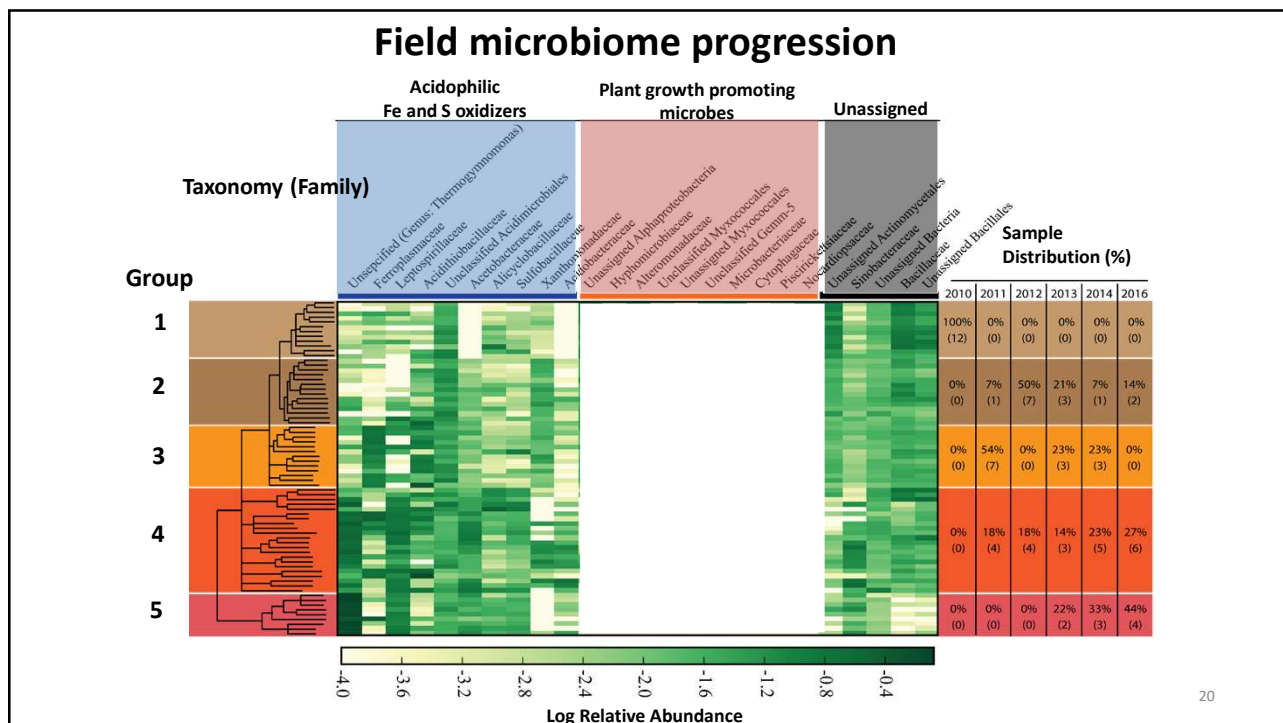 Field microbiome progression
Acidophilic
Fe and S oxidizers
Plant growth promoting
microbes
Unassigned
Taxonomy (Family)
Unsepcified (Genus: Thermogymnomonas)
Ferroplasmaceae
Leptospirillaceae
Acidithiobacillaceae
Unclassified Acidimicrobiales
Acetobacteraceae
Alicyclobacillaceae
Sulfobacillaceae
Xanthomonadaceae
Acidobacteraceae
Unassigned Alphaproteobacteria
Hyphomicrobiaceae
Alteromonadaceae
Unclassified Myxococcales
Unassigned Myxococcales
Unclassified Gemm-5
Microbacteriaceae
Cytophagaceae
Piscirickettsiaceae
Nocardiopsaceae
Unassigned Actinomycetales
Sinobacteraceae
Unassigned Bacteria
Bacillaceae
Unassigned Bacillales
Sample
Distribution (%)
Group
2010 2011 2012 2013 2014 2016
1
100% 0% 0% 0% 0% 0%
(12) (0) (0) (0) (0) (0)
2
0% 7% 50% 21% 7% 14%
(0) (1) (7) (3) (1) (2)
3
0% 54% 0% 23% 23% 0%
(0) (7) (0) (3) (3) (0)
4
0% 18% 18% 14% 23% 27%
(0) (4) (4) (3) (5) (6)
5
0% 0% 0% 22% 33% 44%
(0) (0) (0) (2) (3) (4)
-4.0 -3.6 -3.2 -2.8 -2.4 -2.0 -1.6 -1.2 -0.8 -0.4
Log Relative Abundance
20